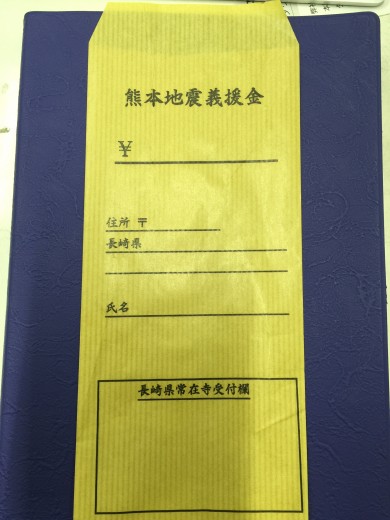 熊本地震義援金
¥
住所 〒
長崎県
氏名
長崎県常在寺受付欄